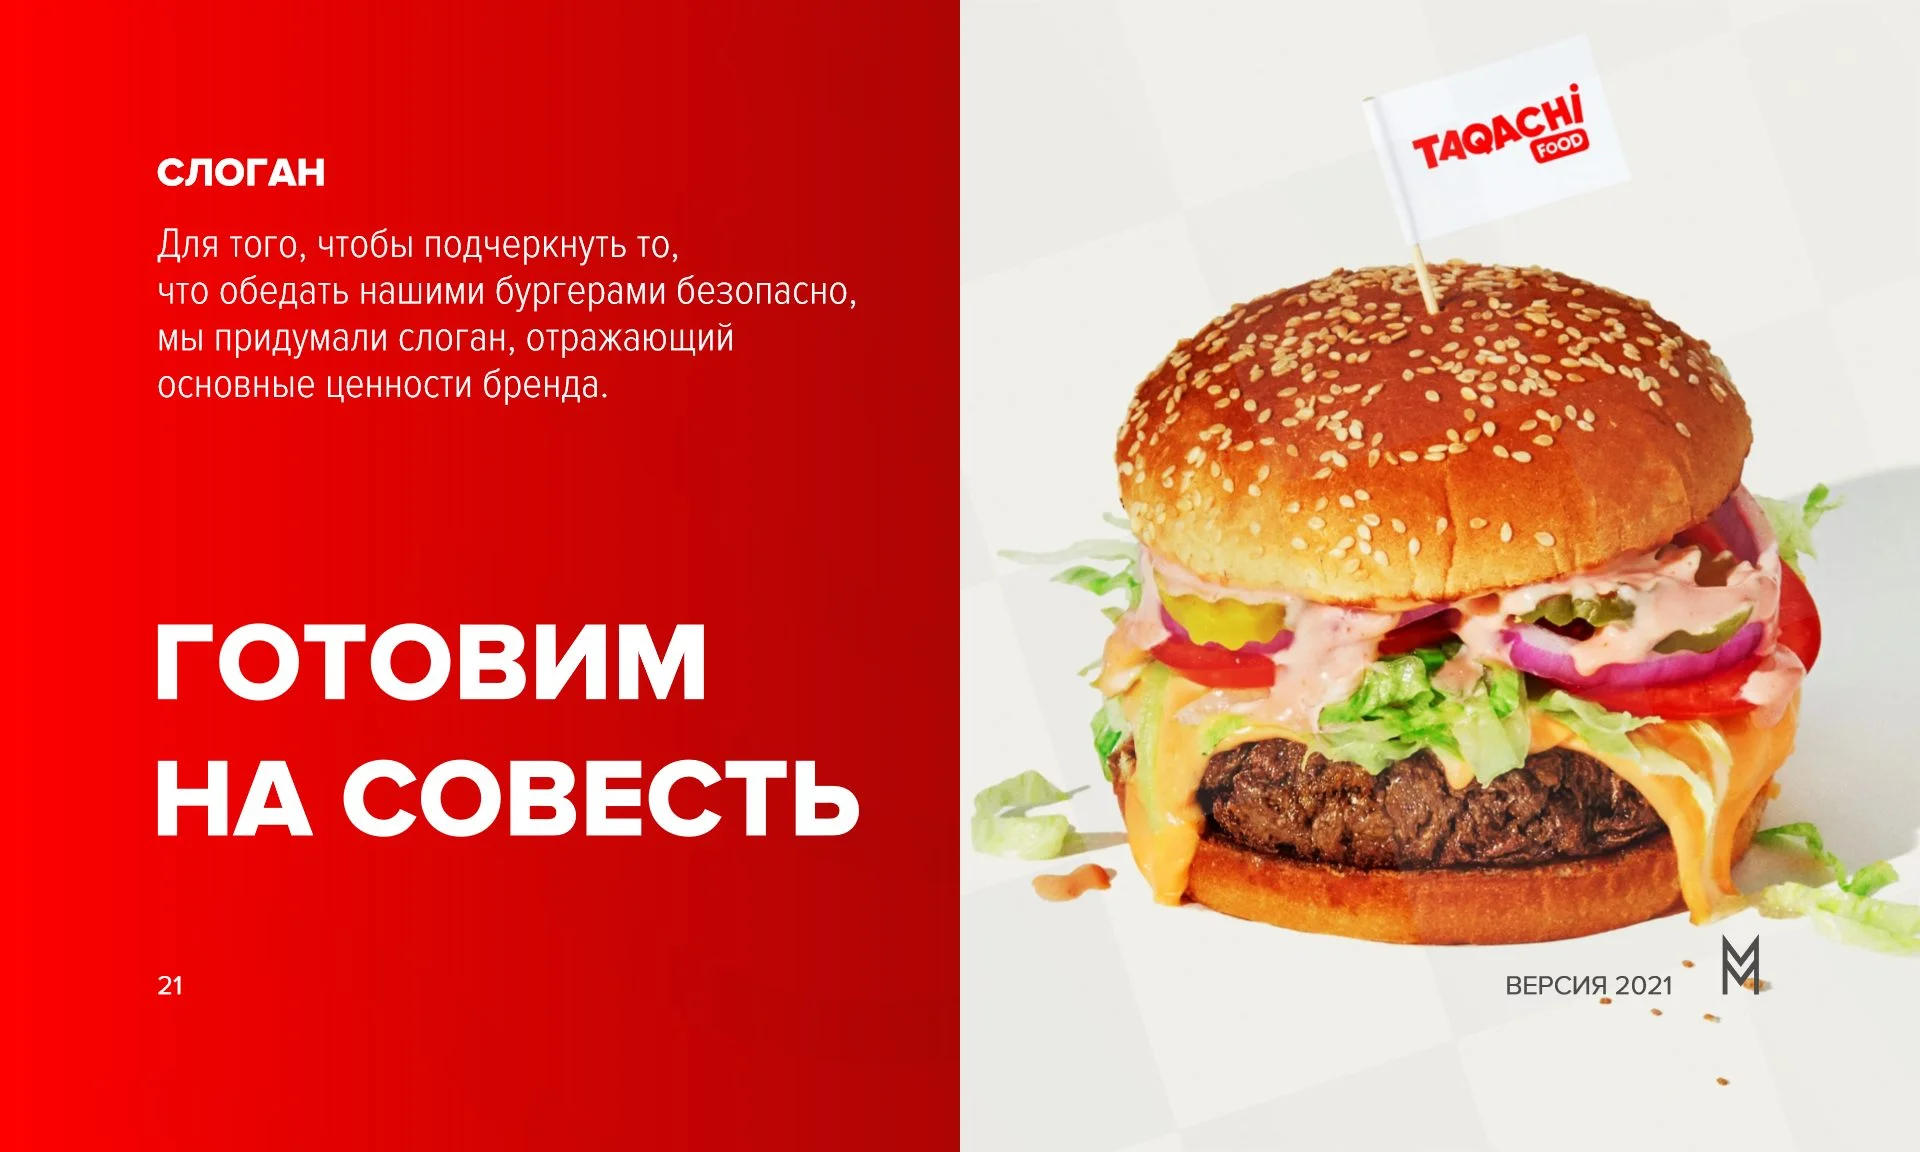 СЛОГАН
Для того, чтобы подчеркнуть то,
что обедать нашими бургерами безопасно,
мы придумали слоган, отражающий
основные ценности бренда.
ГОТОВИМ
НА СОВЕСТЬ
21
TAQACHi
FOOD
ВЕРСИЯ 2021